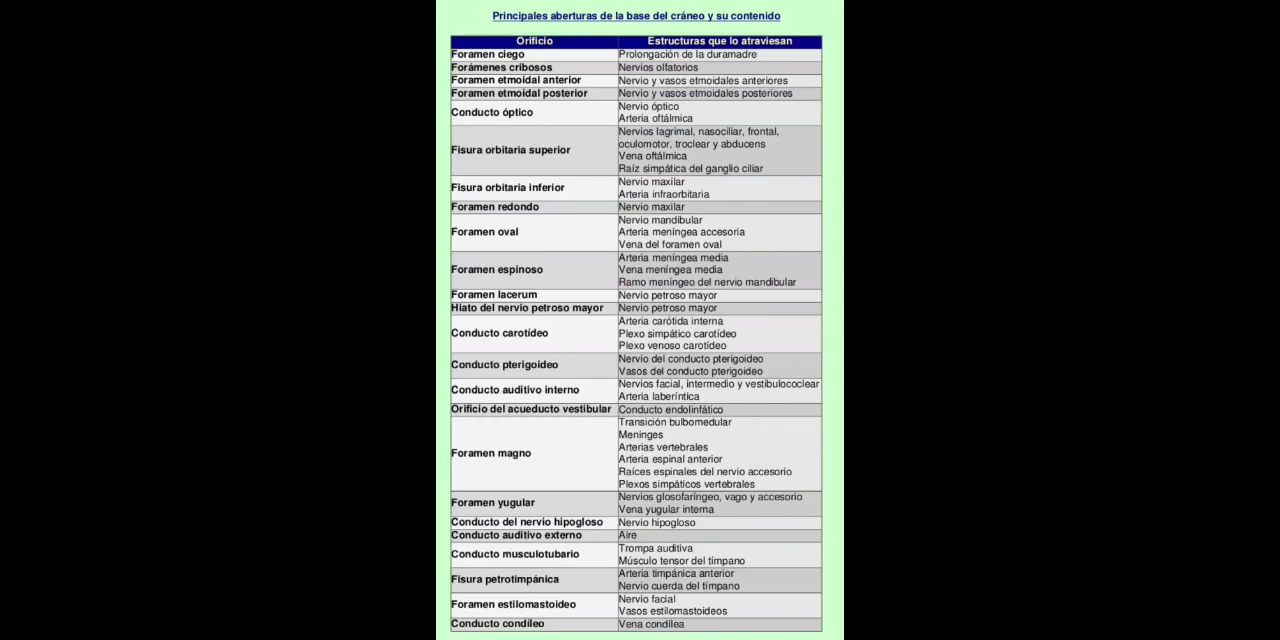 Principales aberturas de la base del cráneo y su contenido
Orificio Estructuras que lo atraviesan
Foramen ciego Prolongación de la duramadre
Forámenes cribosos Nervios olfatorios
Foramen etmoidal anterior Nervio y vasos etmoidales anteriores
Foramen etmoidal posterior Nervio y vasos etmoidales posteriores
Conducto óptico Nervio óptico
Arteria oftálmica
Fisura orbitaria superior Nervios lagrimal, nasociliar, frontal,
oculomotor, troclear y abducens
Vena oftálmica
Raíz simpática del ganglio ciliar
Fisura orbitaria inferior Nervio maxilar
Arteria infraorbitaria
Foramen redondo Nervio maxilar
Foramen oval Nervio mandibular
Arteria meníngea accesoria
Vena del foramen oval
Foramen espinoso Arteria meníngea media
Vena meníngea media
Ramo meníngeo del nervio mandibular
Foramen lacerum Nervio petroso mayor
Hiato del nervio petroso mayor Nervio petroso mayor
Conducto carotídeo Arteria carótida interna
Plexo simpático carotídeo
Plexo venoso carotídeo
Conducto pterigoideo Nervio del conducto pterigoideo
Vasos del conducto pterigoideo
Conducto auditivo interno Nervios facial, intermedio y vestibulococlear
Arteria laberíntica
Orificio del acueducto vestibular Conducto endolinfático
Foramen magno Transición bulbomedular
Meninges
Arterias vertebrales
Arteria espinal anterior
Raíces espinales del nervio accesorio
Plexos simpáticos vertebrales
Foramen yugular Nervios glosofaríngeo, vago y accesorio
Vena yugular interna
Conducto del nervio hipogloso Nervio hipogloso
Conducto auditivo externo Aire
Conducto musculotubario Trompa auditiva
Músculo tensor del tímpano
Fisura petrotimpánica Arteria timpánica anterior
Nervio cuerda del tímpano
Foramen estilomastoideo Nervio facial
Vasos estilomastoideos
Conducto condíleo Vena condílea